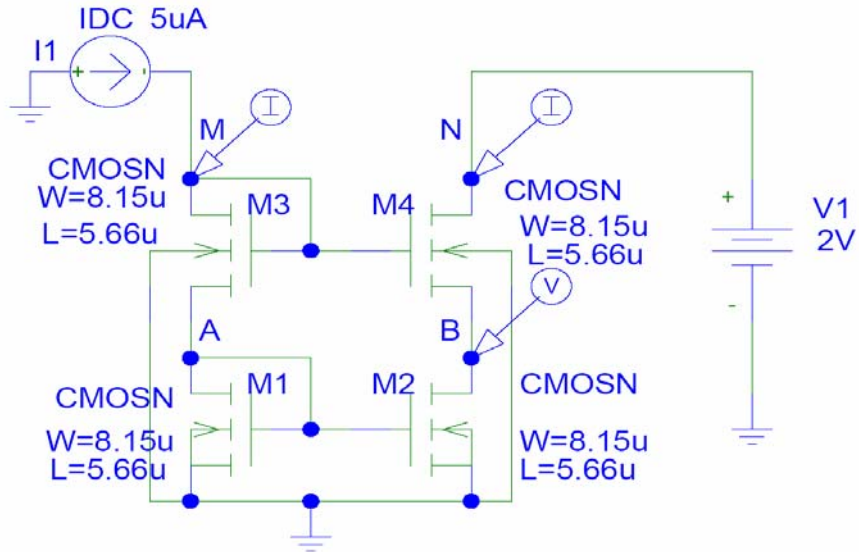 IDC 5uA
I1
+
-
M
I
N
I
CMOSN
W=8.15u
L=5.66u
M3
M4
CMOSN
W=8.15u
L=5.66u
+
V1
2V
-
A
B
V
M1
M2
CMOSN
W=8.15u
L=5.66u
CMOSN
W=8.15u
L=5.66u